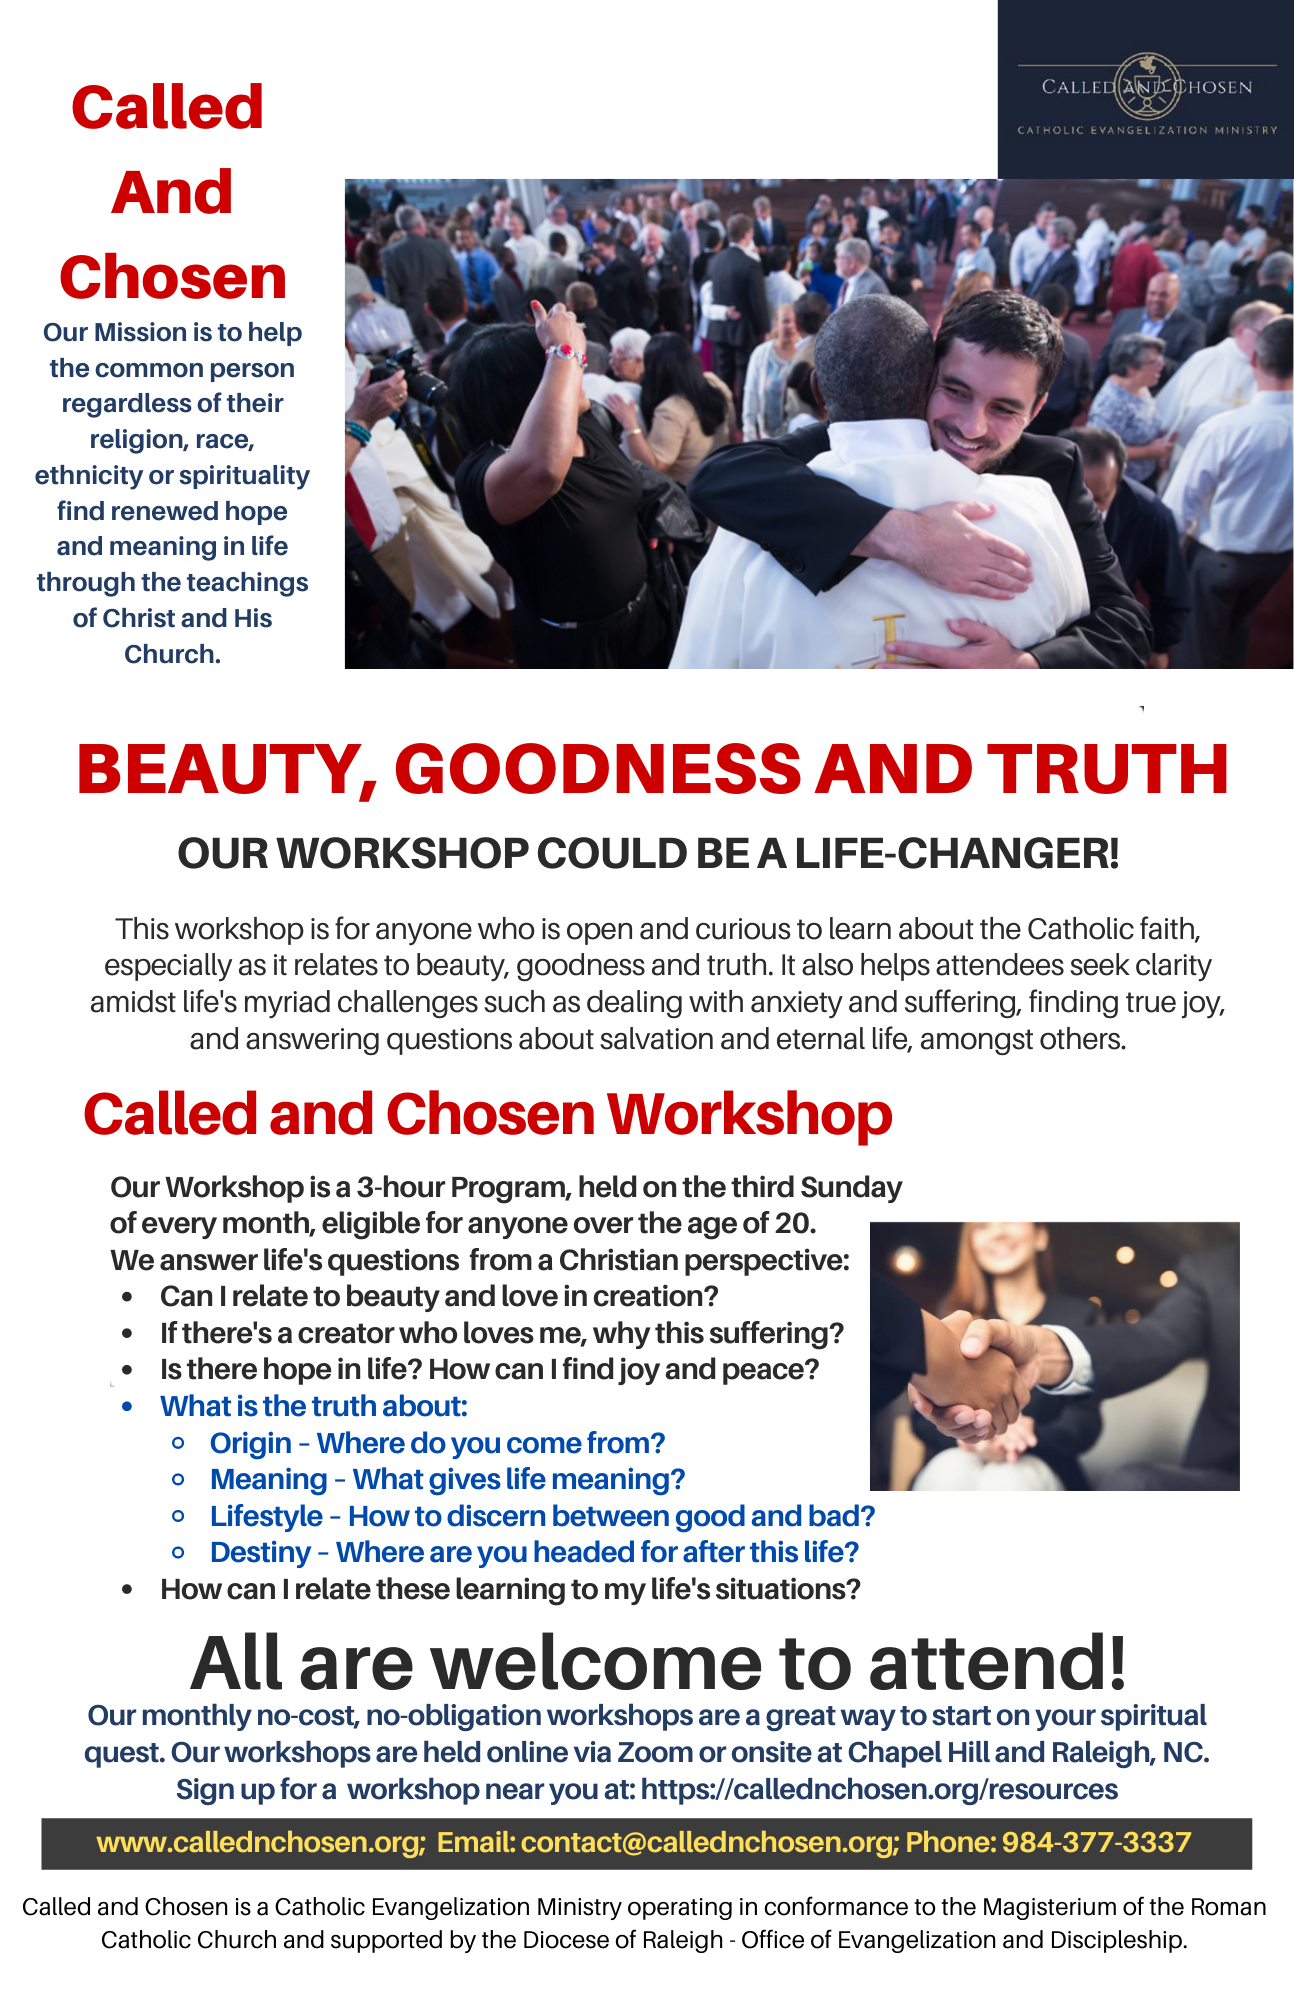 CALLED AND CHOSEN
CATHOLIC EVANGELIZATION MINISTRY
Called
And
Chosen
Our Mission is to help
the common person
regardless of their
religion, race,
ethnicity or spirituality
find renewed hope
and meaning in life
through the teachings
of Christ and His
Church.
BEAUTY, GOODNESS AND TRUTH
OUR WORKSHOP COULD BE A LIFE-CHANGER!
This workshop is for anyone who is open and curious to learn about the Catholic faith,
especially as it relates to beauty, goodness and truth. It also helps attendees seek clarity
amidst life's myriad challenges such as dealing with anxiety and suffering, finding true joy,
and answering questions about salvation and eternal life, amongst others.
Called and Chosen Workshop
Our Workshop is a 3-hour Program, held on the third Sunday
of every month, eligible for anyone over the age of 20.
We answer life's questions from a Christian perspective:
• Can I relate to beauty and love in creation?
• If there's a creator who loves me, why this suffering?
• Is there hope in life? How can I find joy and peace?
• What is the truth about:
◦ Origin – Where do you come from?
◦ Meaning – What gives life meaning?
◦ Lifestyle – How to discern between good and bad?
◦ Destiny – Where are you headed for after this life?
• How can I relate these learning to my life's situations?
All are welcome to attend!
Our monthly no-cost, no-obligation workshops are a great way to start on your spiritual
quest. Our workshops are held online via Zoom or onsite at Chapel Hill and Raleigh, NC.
Sign up for a workshop near you at: https://callednchosen.org/resources
www.callednchosen.org; Email: contact@callednchosen.org; Phone: 984-377-3337
Called and Chosen is a Catholic Evangelization Ministry operating in conformance to the Magisterium of the Roman
Catholic Church and supported by the Diocese of Raleigh - Office of Evangelization and Discipleship.